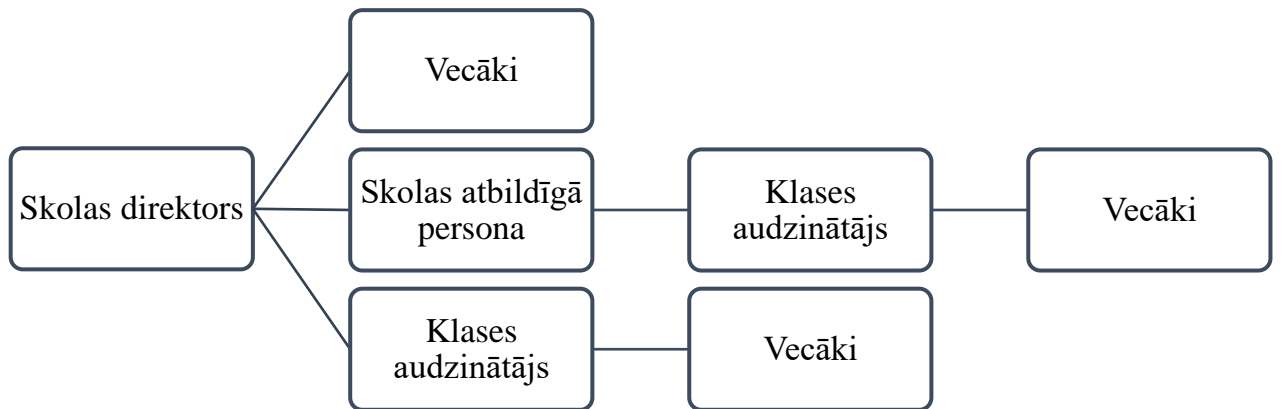 Vecāki
Skolas direktors
Skolas atbildīgā
persona
Klases
audzinātājs
Vecāki
Klases
audzinātājs
Vecāki